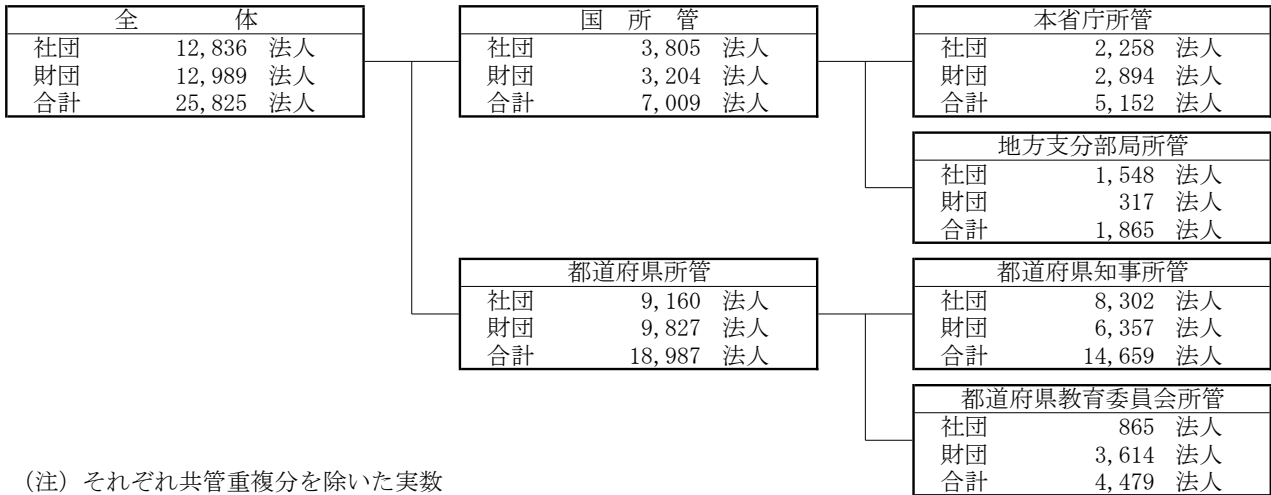 全体
社団 12,836 法人
財団 12,989 法人
合計 25,825 法人
国所管
社団 3,805 法人
財団 3,204 法人
合計 7,009 法人
本省庁所管
社団 2,258 法人
財団 2,894 法人
合計 5,152 法人
地方支分部局所管
社団 1,548 法人
財団 317 法人
合計 1,865 法人
都道府県所管
社団 9,160 法人
財団 9,827 法人
合計 18,987 法人
都道府県知事所管
社団 8,302 法人
財団 6,357 法人
合計 14,659 法人
都道府県教育委員会所管
社団 865 法人
財団 3,614 法人
合計 4,479 法人
（注）それぞれ共管重複分を除いた実数